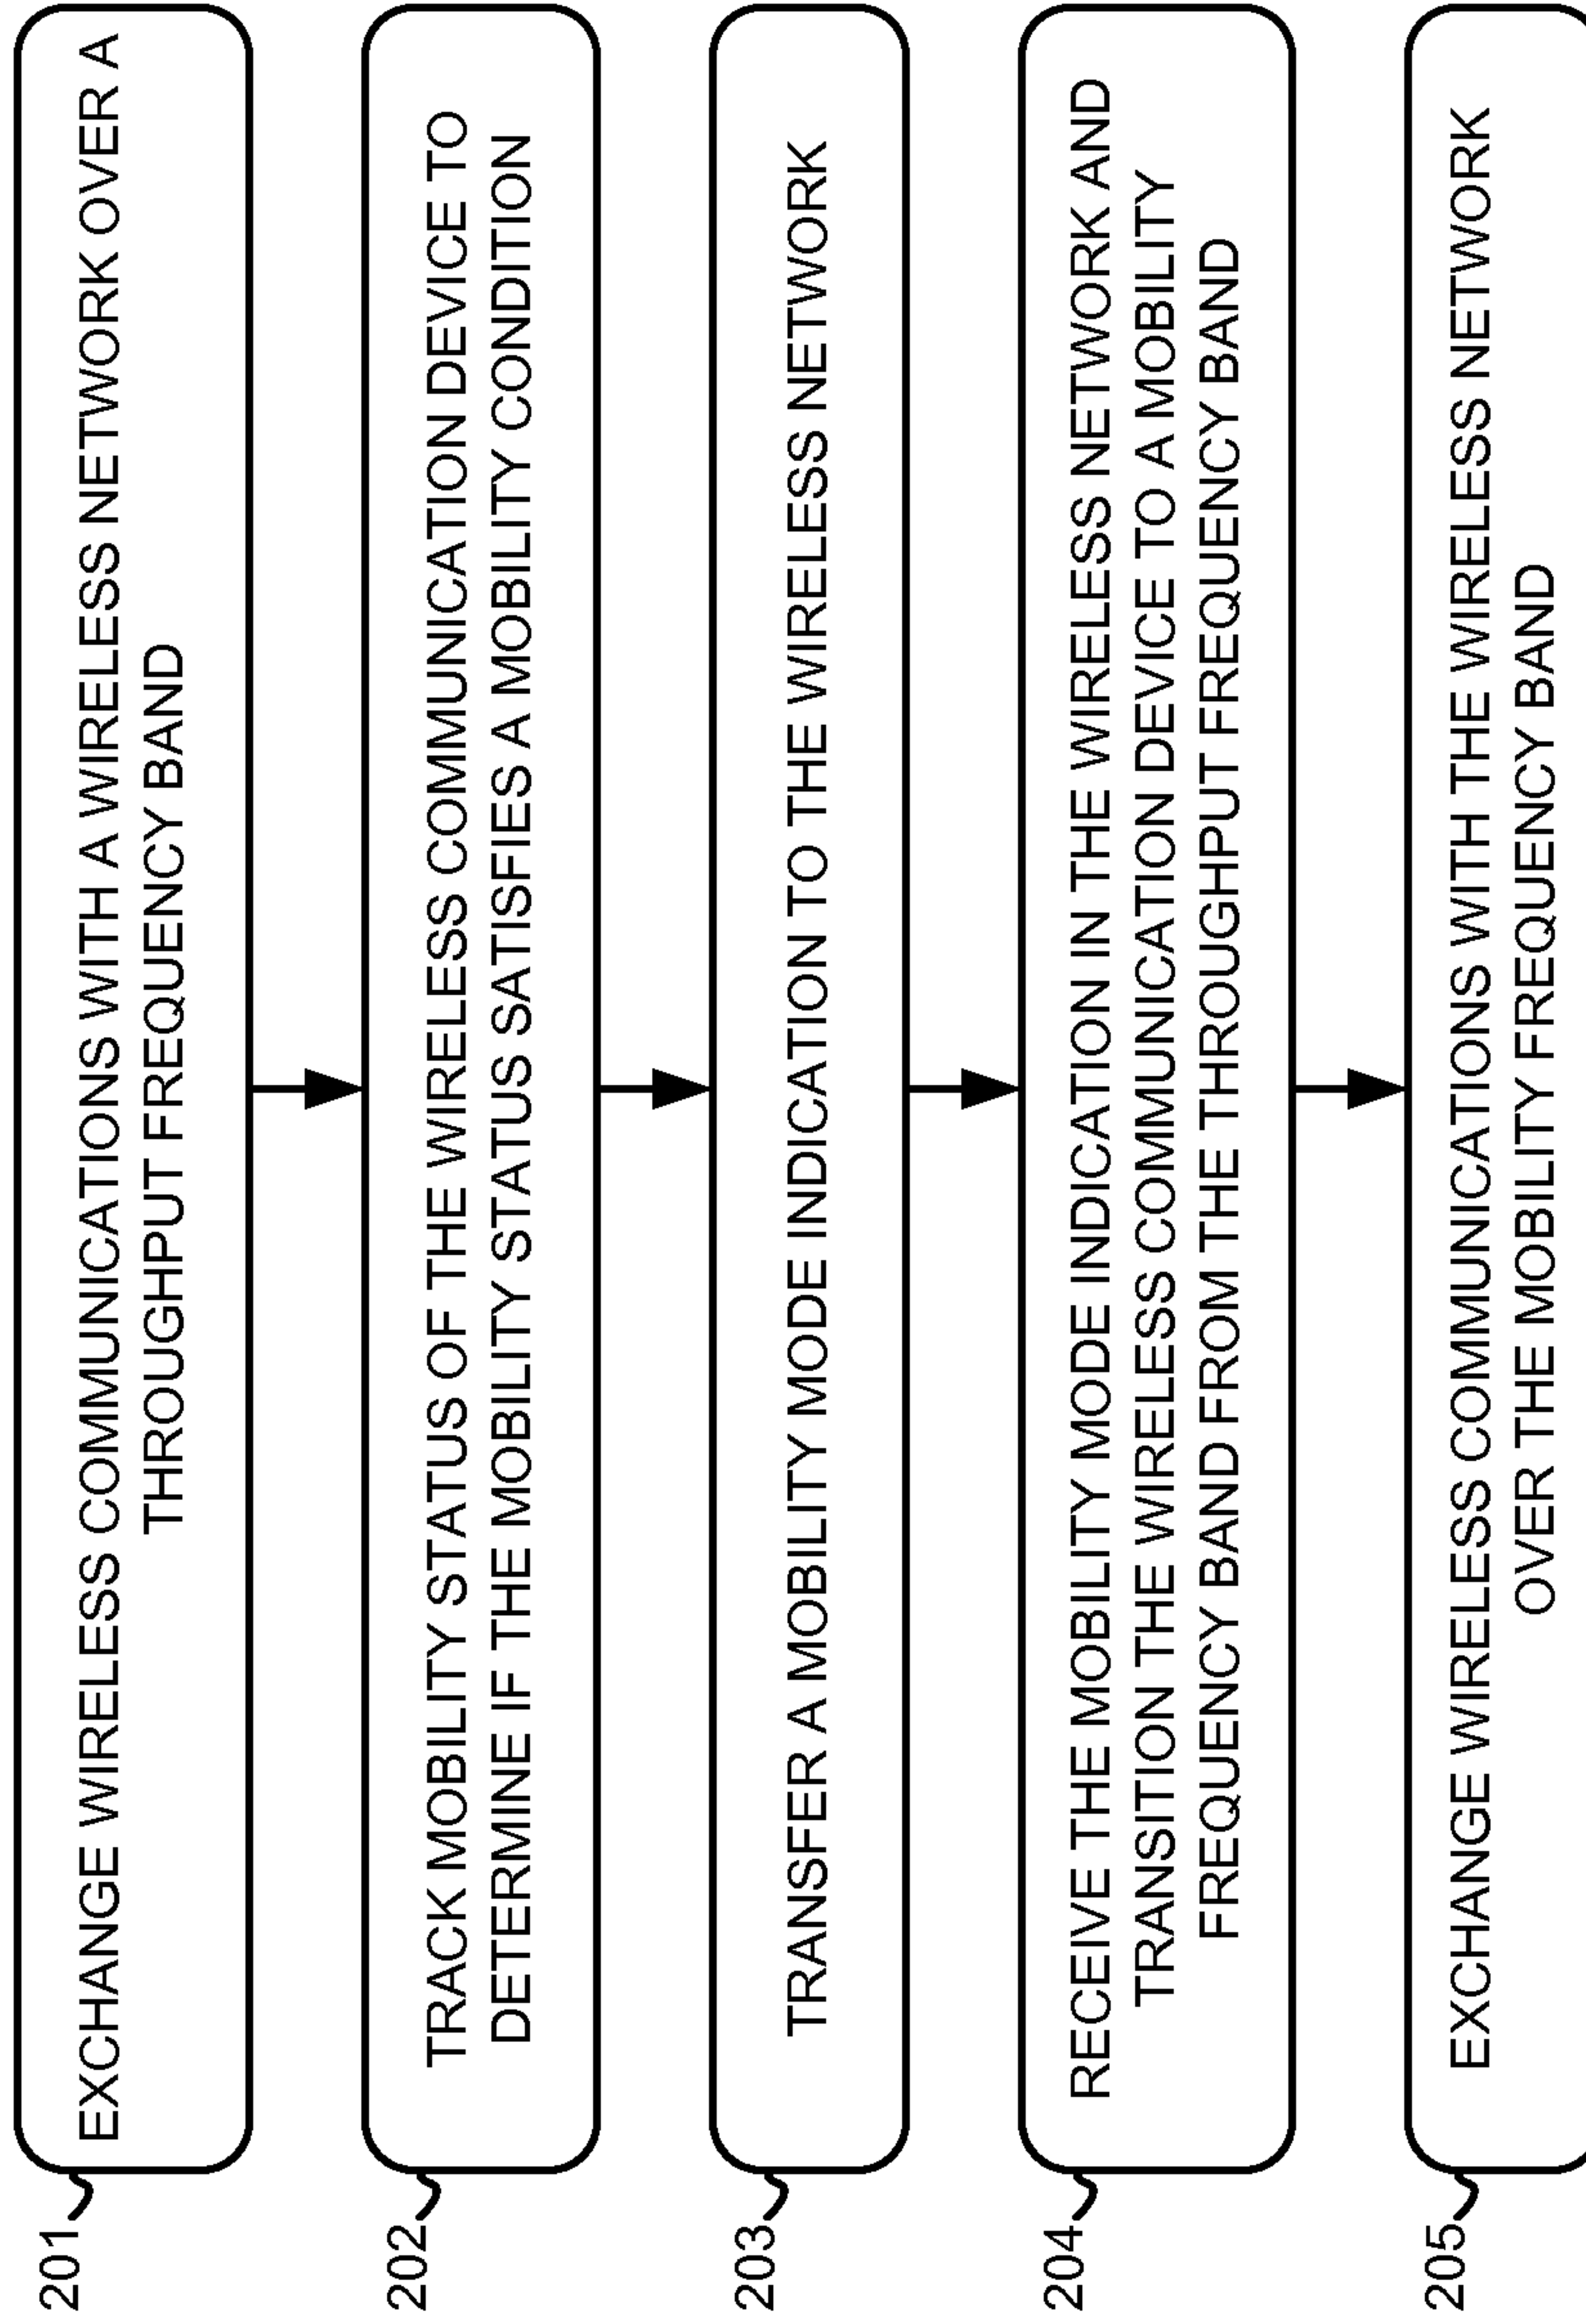 201
EXCHANGE WIRELESS COMMUNICATIONS WITH A WIRELESS NETWORK OVER A
THROUGHPUT FREQUENCY BAND
202
TRACK MOBILITY STATUS OF THE WIRELESS COMMUNICATION DEVICE TO
DETERMINE IF THE MOBILITY STATUS SATISFIES A MOBILITY CONDITION
203
TRANSFER A MOBILITY MODE INDICATION TO THE WIRELESS NETWORK
204
RECEIVE THE MOBILITY MODE INDICATION IN THE WIRELESS NETWORK AND
TRANSITION THE WIRELESS COMMUNICATION DEVICE TO A MOBILITY
FREQUENCY BAND FROM THE THROUGHPUT FREQUENCY BAND
205
EXCHANGE WIRELESS COMMUNICATIONS WITH THE WIRELESS NETWORK
OVER THE MOBILITY FREQUENCY BAND